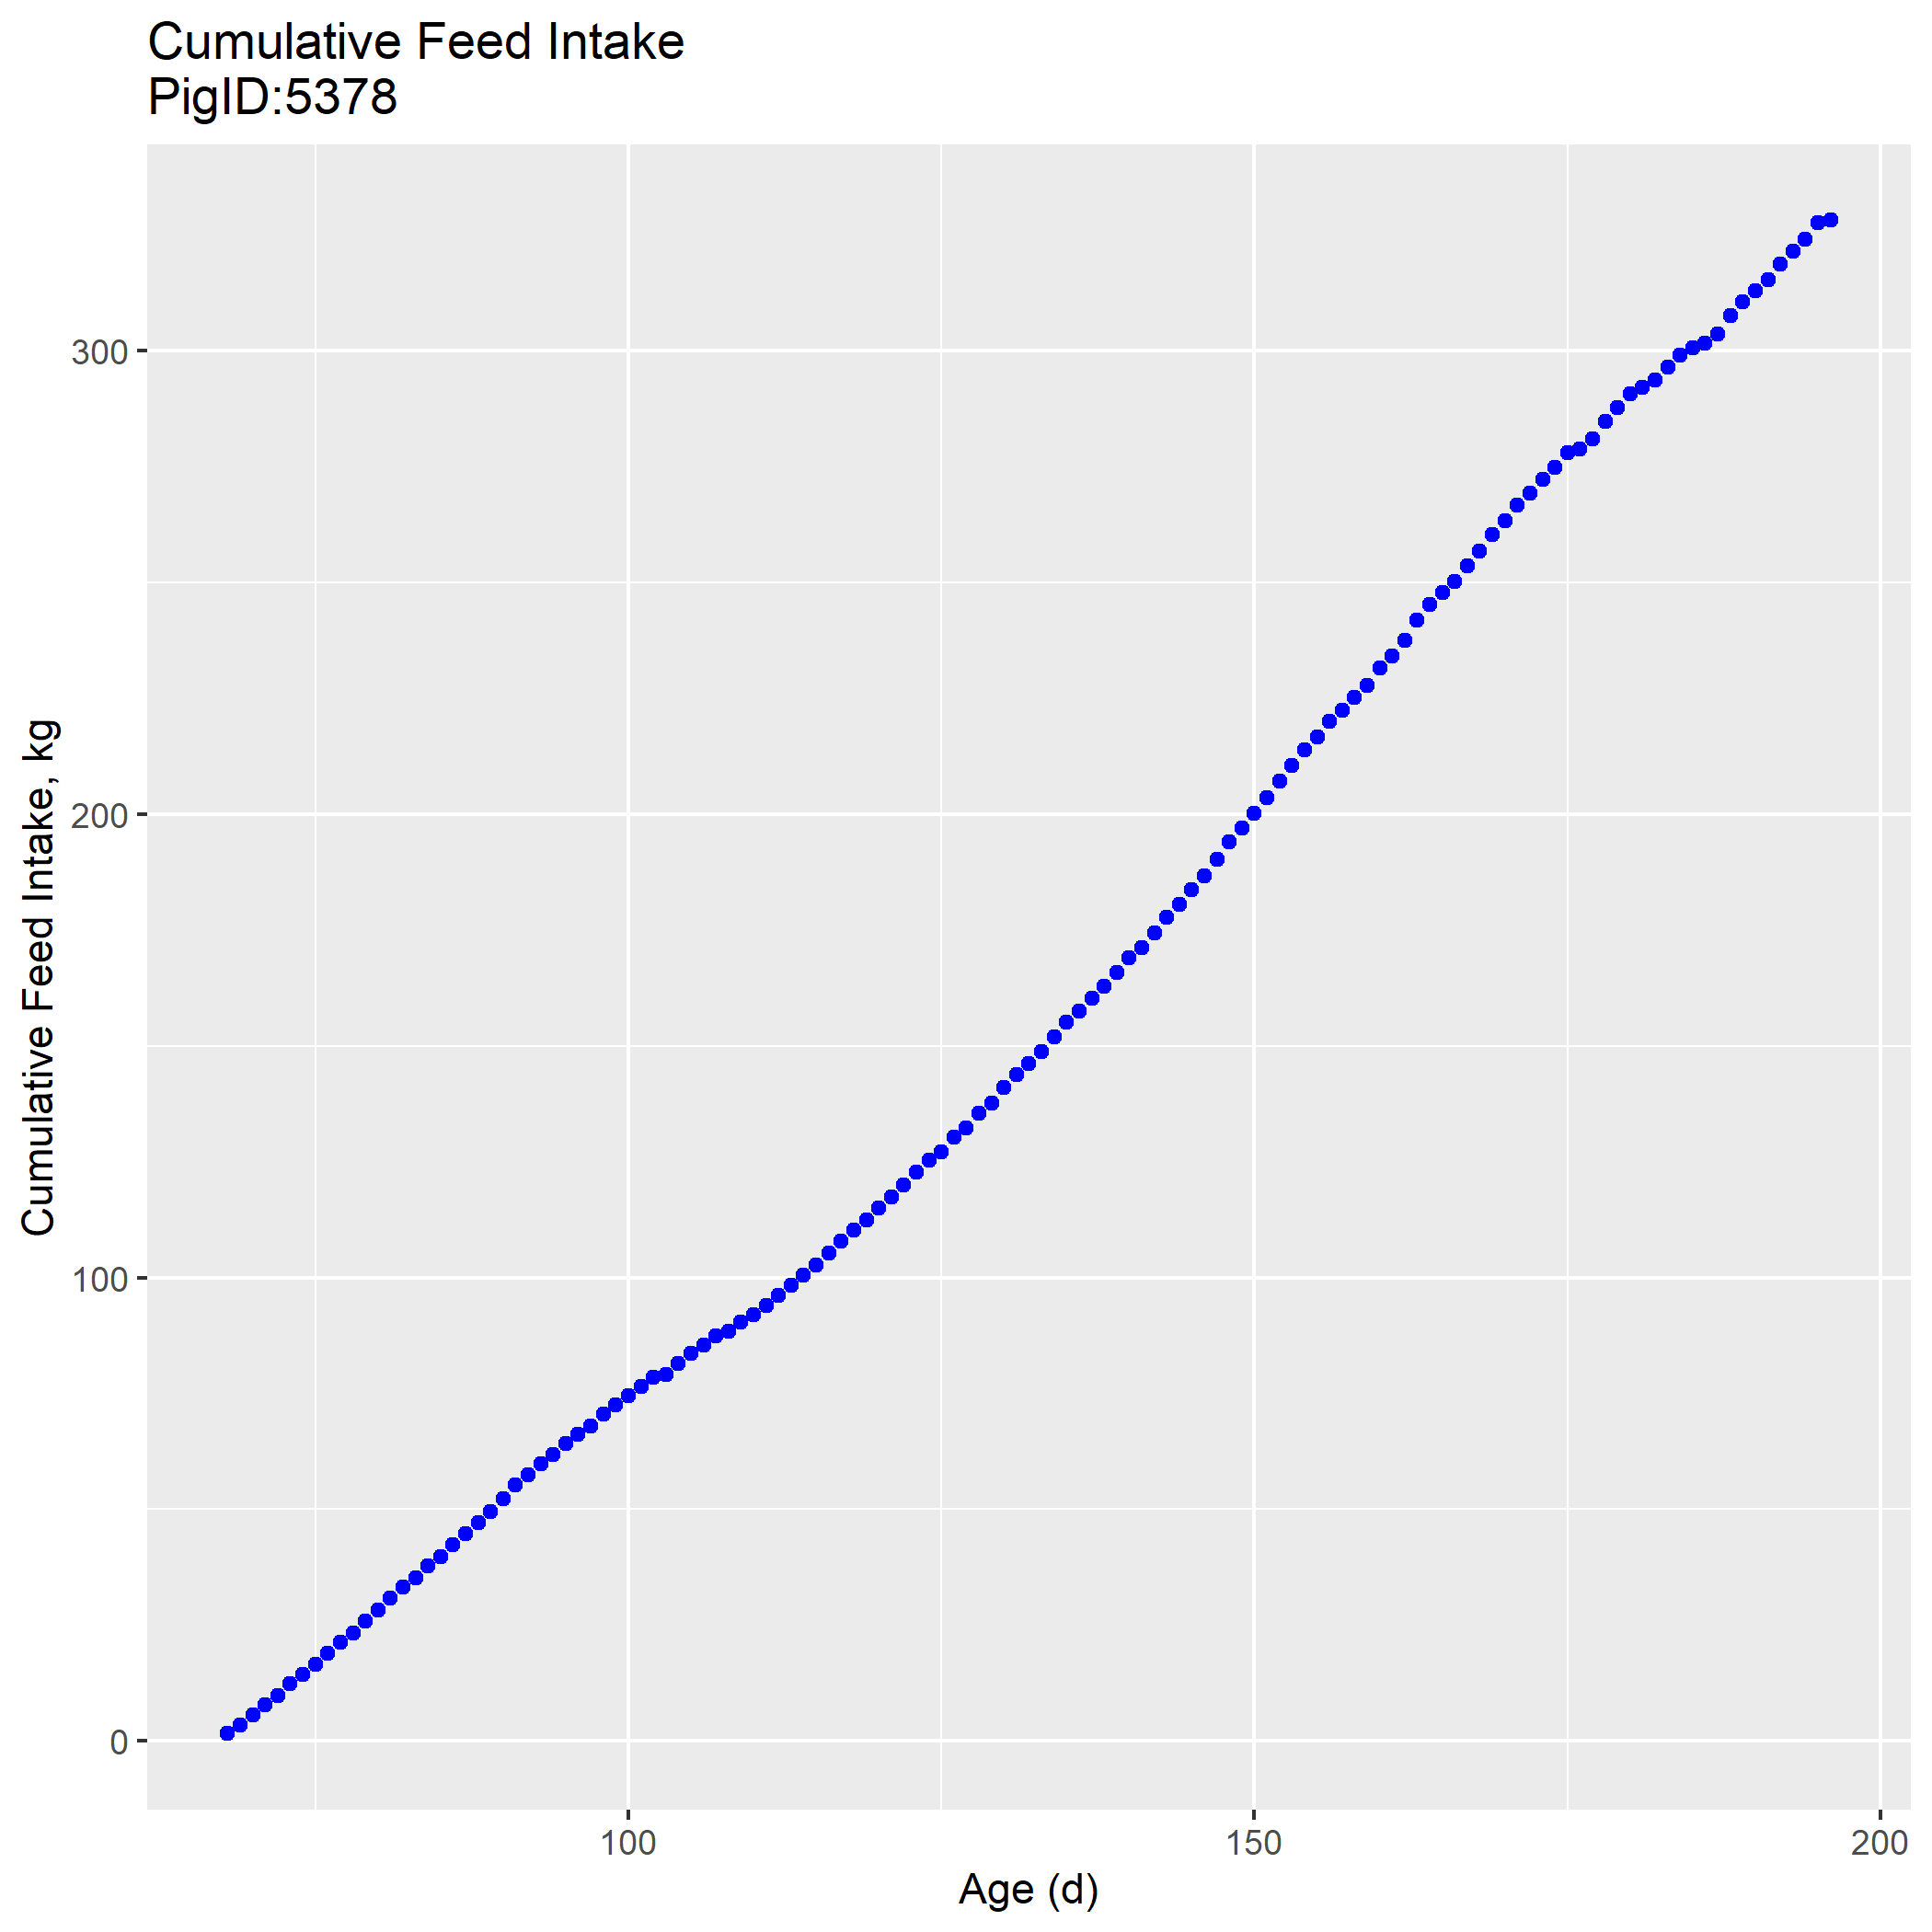 Cumulative Feed Intake
PigID:5378
Cumulative Feed Intake, kg
300
200
100
0
100
150
200
Age (d)